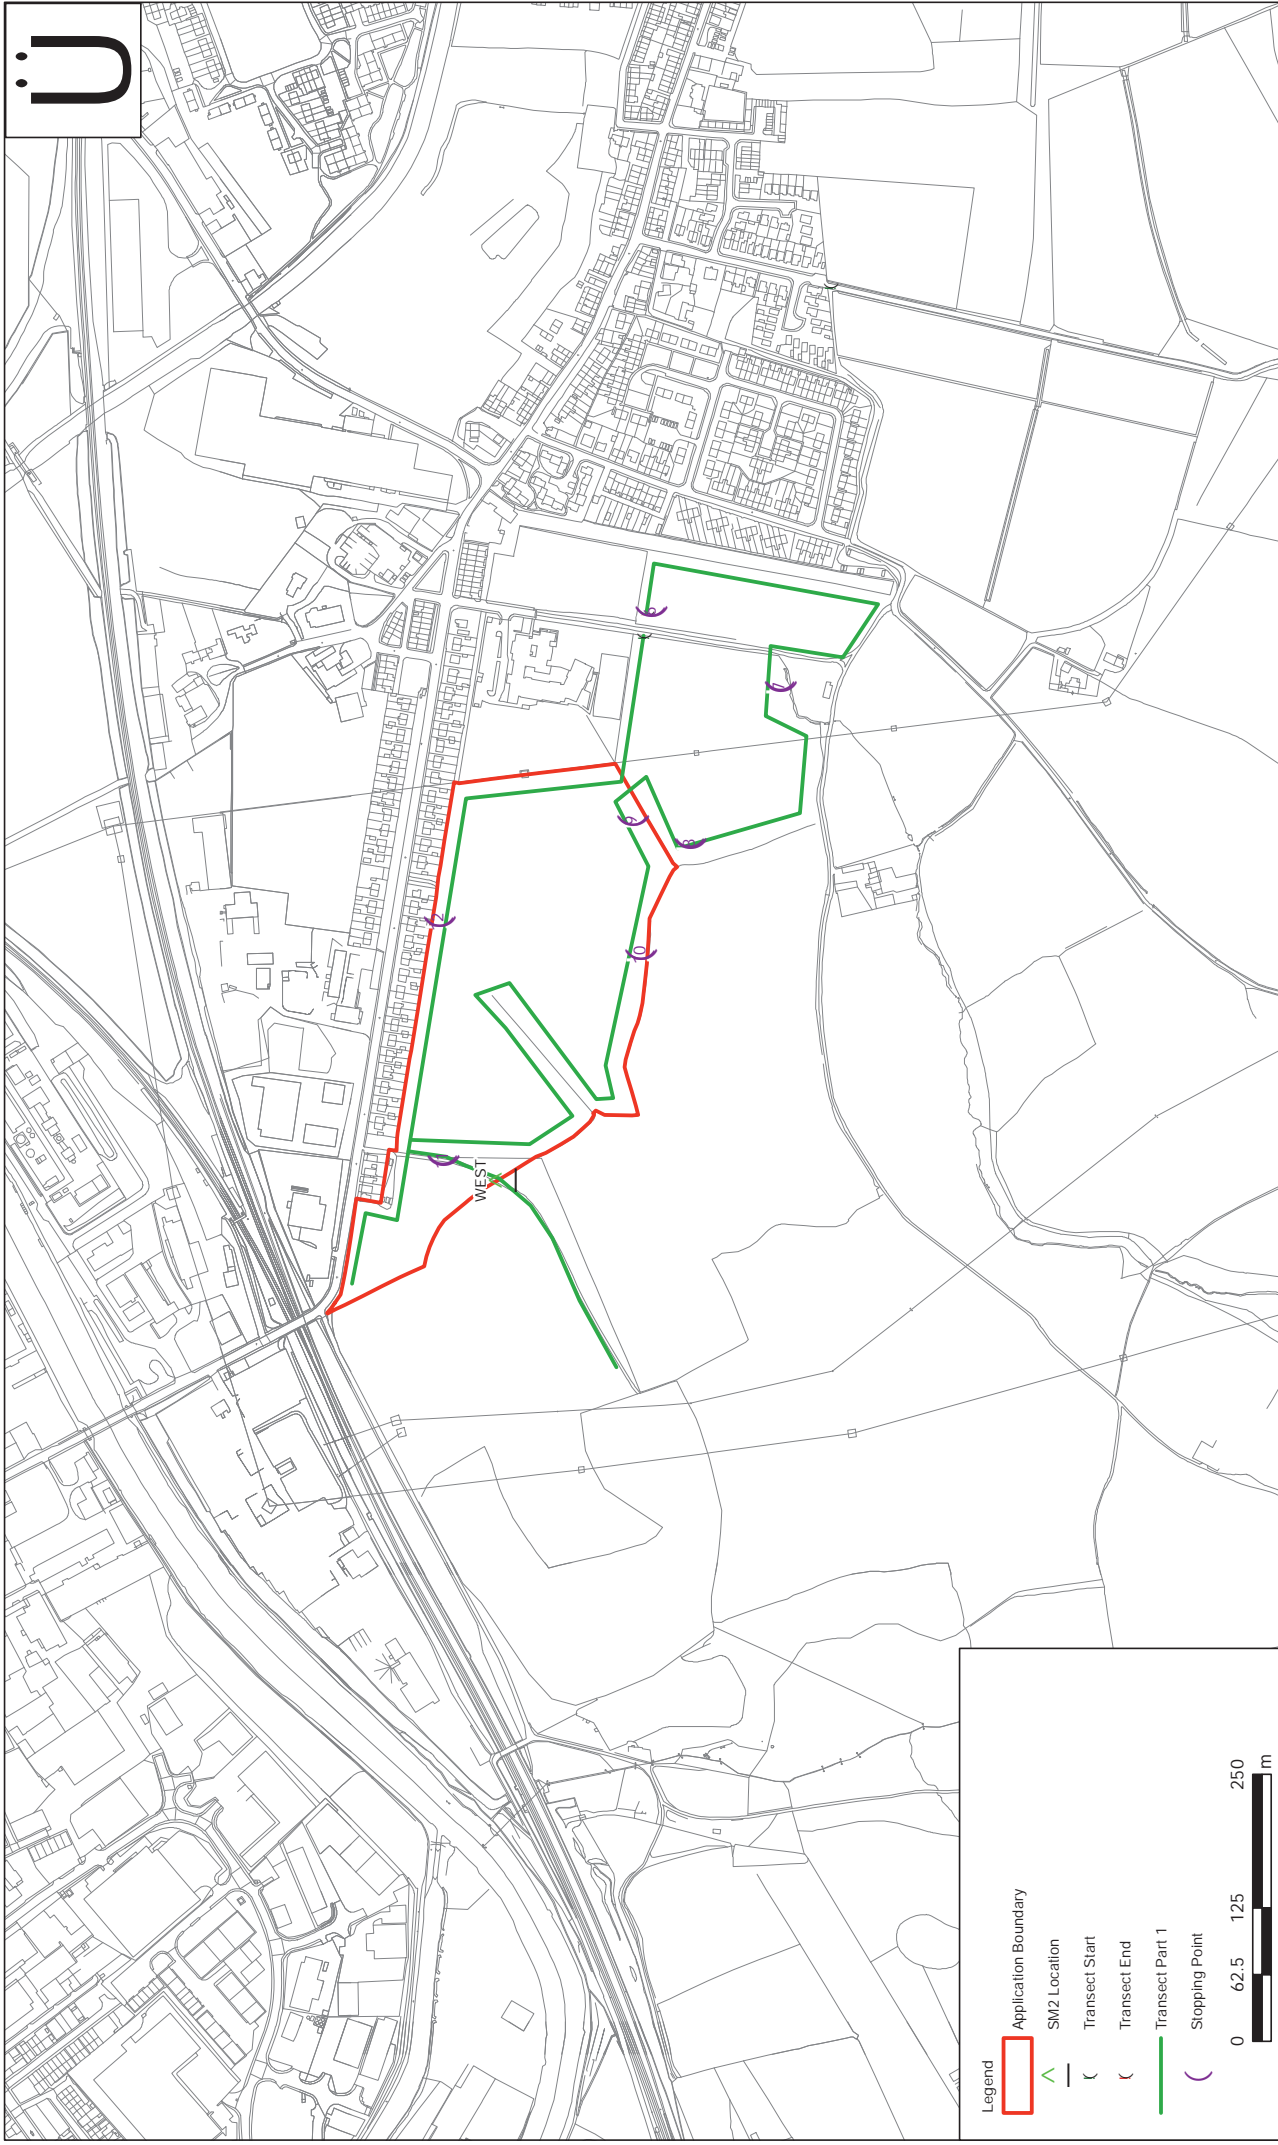 Ü
WEST
1
2
6
7
8
9
10
Legend
Application Boundary
SM2 Location
Transect Start
Transect End
Transect Part 1
Stopping Point
0 62.5 125 250
m